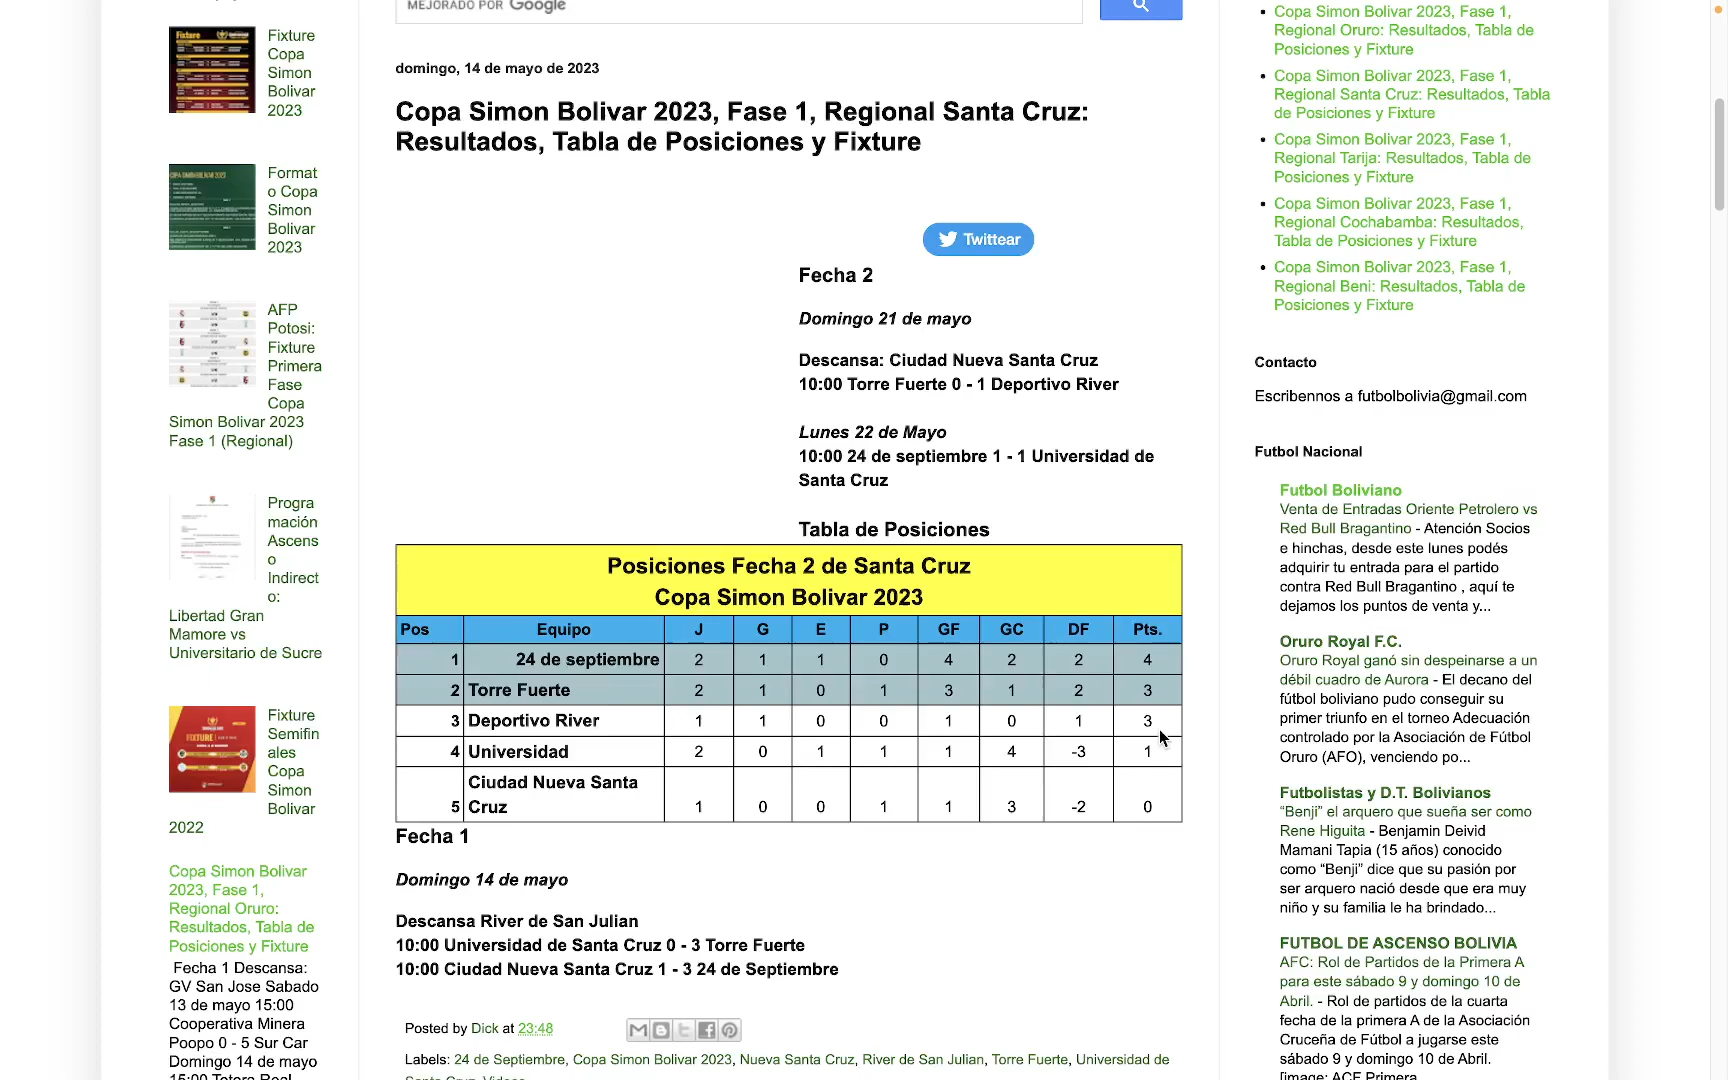 Fixture
Copa
Simon
Bolivar
2023
Format
o Copa
Simon
Bolivar
2023
AFP
Potosi:
Fixture
Primera
Fase
Copa
Simon Bolivar 2023
Fase 1 (Regional)
Progra
mación
Ascens
o
Indirect
o:
Libertad Gran
Mamore vs
Universitario de Sucre
Fixture
Semifin
ales
Copa
Simon
Bolivar
2022
Copa Simon Bolivar
2023, Fase 1,
Regional Oruro:
Resultados, Tabla de
Posiciones y Fixture
Fecha 1 Descansa:
GV San Jose Sabado
13 de mayo 15:00
Cooperativa Minera
Poopo 0 - 5 Sur Car
Domingo 14 de mayo
15:00 Totora Real
MEJORADO POR Google
domingo, 14 de mayo de 2023
Copa Simon Bolivar 2023, Fase 1, Regional Santa Cruz:
Resultados, Tabla de Posiciones y Fixture
Twittear
Fecha 2
Domingo 21 de mayo
Descansa: Ciudad Nueva Santa Cruz
10:00 Torre Fuerte 0 - 1 Deportivo River
Lunes 22 de Mayo
10:00 24 de septiembre 1 - 1 Universidad de
Santa Cruz
Tabla de Posiciones
Posiciones Fecha 2 de Santa Cruz
Copa Simon Bolivar 2023
Pos Equipo J G E P GF GC DF Pts.
1 24 de septiembre 2 1 1 0 4 2 2 4
2 Torre Fuerte 2 1 0 1 3 1 2 3
3 Deportivo River 1 1 0 0 1 0 1 3
4 Universidad 2 0 1 1 1 4 -3 1
Ciudad Nueva Santa
5 Cruz 1 0 0 1 1 3 -2 0
Fecha 1
Domingo 14 de mayo
Descansa River de San Julian
10:00 Universidad de Santa Cruz 0 - 3 Torre Fuerte
10:00 Ciudad Nueva Santa Cruz 1 - 3 24 de Septiembre
Posted by Dick at 23:48
Labels: 24 de Septiembre, Copa Simon Bolivar 2023, Nueva Santa Cruz, River de San Julian, Torre Fuerte, Universidad de
Santa Cruz, Videos
Copa Simon Bolivar 2023, Fase 1,
Regional Oruro: Resultados, Tabla de
Posiciones y Fixture
Copa Simon Bolivar 2023, Fase 1,
Regional Santa Cruz: Resultados, Tabla
de Posiciones y Fixture
Copa Simon Bolivar 2023, Fase 1,
Regional Tarija: Resultados, Tabla de
Posiciones y Fixture
Copa Simon Bolivar 2023, Fase 1,
Regional Cochabamba: Resultados,
Tabla de Posiciones y Fixture
Copa Simon Bolivar 2023, Fase 1,
Regional Beni: Resultados, Tabla de
Posiciones y Fixture
Contacto
Escribennos a futbolbolivia@gmail.com
Futbol Nacional
Futbol Boliviano
Venta de Entradas Oriente Petrolero vs
Red Bull Bragantino - Atención Socios
e hinchas, desde este lunes podés
adquirir tu entrada para el partido
contra Red Bull Bragantino , aquí te
dejamos los puntos de venta y...
Oruro Royal F.C.
Oruro Royal ganó sin despeinarse a un
débil cuadro de Aurora - El decano del
fútbol boliviano pudo conseguir su
primer triunfo en el torneo Adecuación
controlado por la Asociación de Fútbol
Oruro (AFO), venciendo po...
Futbolistas y D.T. Bolivianos
“Benji” el arquero que sueña ser como
Rene Higuita - Benjamin Deivid
Mamani Tapia (15 años) conocido
como “Benji” dice que su pasión por
ser arquero nació desde que era muy
niño y su familia le ha brindado...
FUTBOL DE ASCENSO BOLIVIA
AFC: Rol de Partidos de la Primera A
para este sábado 9 y domingo 10 de
Abril. - Rol de partidos de la cuarta
fecha de la primera A de la Asociación
Cruceña de Fútbol a jugarse este
sábado 9 y domingo 10 de Abril.
[image: ACF Primera